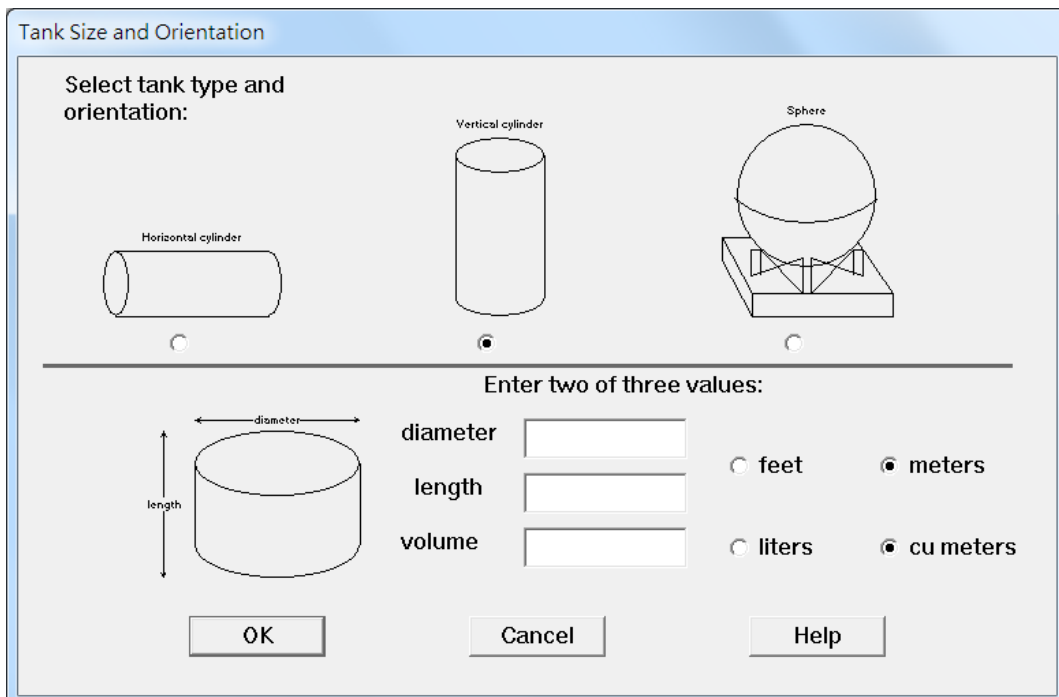 Tank Size and Orientation
Select tank type and
orientation:
Horizontal cylinder
Vertical cylinder
Sphere
Enter two of three values:
diameter
length
diameter
length
volume
feet
meters
liters
cu meters
OK
Cancel
Help